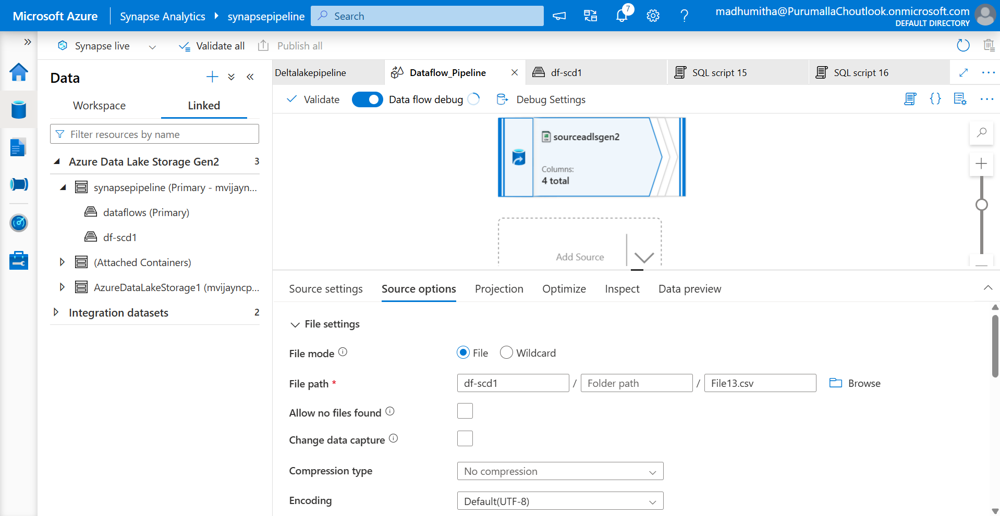 Microsoft Azure
Synapse Analytics
synapsepipeline
Search
7
madhumitha@PurumallaChoutlook.onmicrosoft.com
DEFAULT DIRECTORY
Synapse live
Validate all
Publish all
Data
Workspace
Linked
Filter resources by name
Azure Data Lake Storage Gen2 3
synapsepipeline (Primary - mvijayn...
dataflows (Primary)
df-scd1
(Attached Containers)
AzureDataLakeStorage1 (mvijayncp...
Integration datasets 2
Deltalakepipeline
Dataflow_Pipeline
df-scd1
SQL script 15
SQL script 16
Validate
Data flow debug
Debug Settings
sourceadlsgen2
Columns:
4 total
Add Source
Source settings
Source options
Projection
Optimize
Inspect
Data preview
File settings
File mode
File
Wildcard
File path *
df-scd1 / Folder path / File13.csv
Browse
Allow no files found
Change data capture
Compression type
No compression
Encoding
Default(UTF-8)